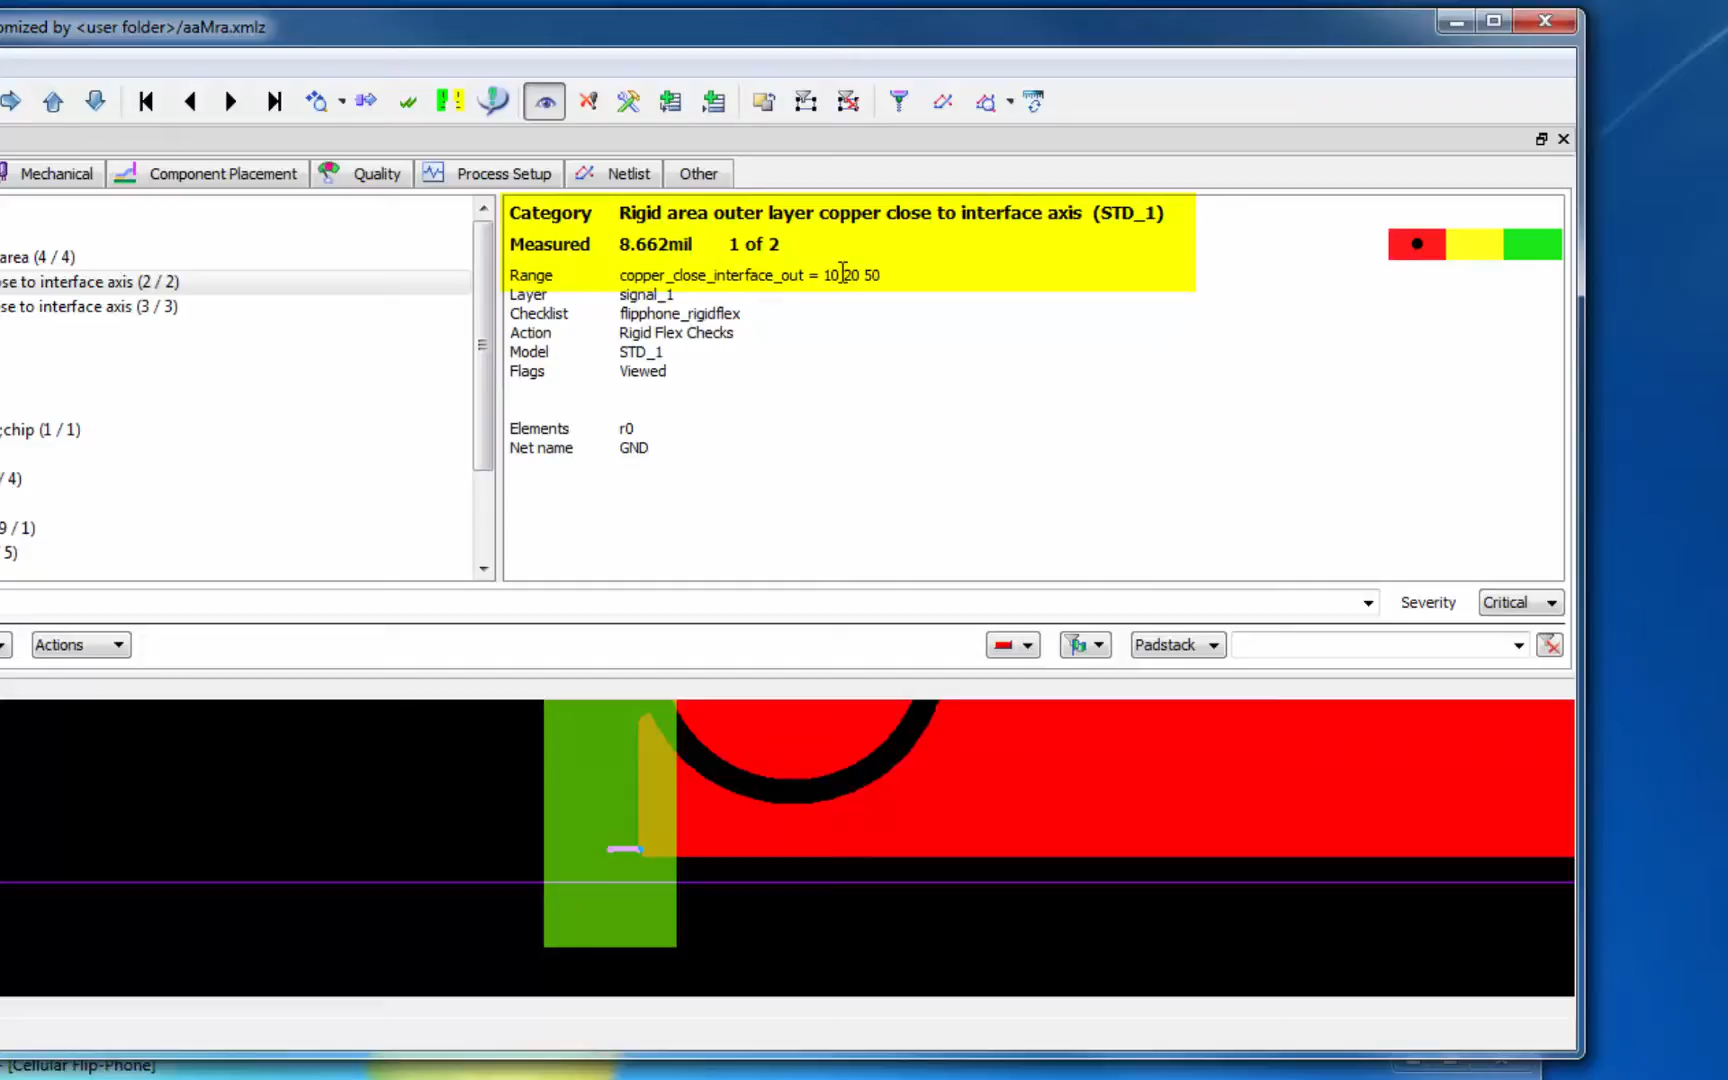 omized by <user folder>/aaMra.xmlz
Mechanical
Component Placement
Quality
Process Setup
Netlist
Other
area (4 / 4)
se to interface axis (2 / 2)
se to interface axis (3 / 3)
;chip (1 / 1)
/ 4)
9 / 1)
5)
Category Rigid area outer layer copper close to interface axis (STD_1)
Measured 8.662mil 1 of 2
Range copper_close_interface_out = 10 20 50
Layer signal_1
Checklist flipphone_rigidflex
Action Rigid Flex Checks
Model STD_1
Flags Viewed
Elements r0
Net name GND
Severity Critical
Actions
Padstack
- [Cellular Flip-Phone]